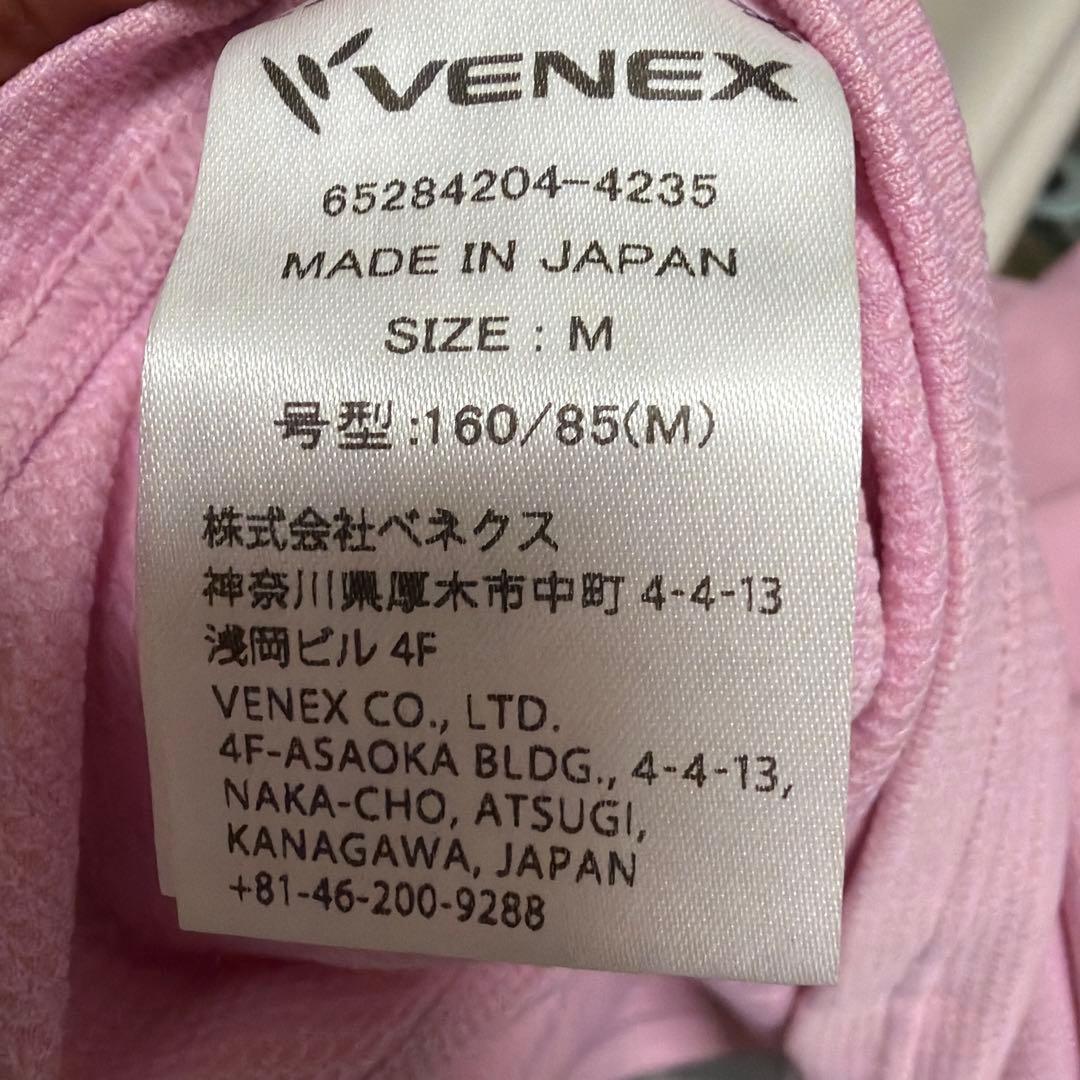 VENEX
65284204-4235
MADE IN JAPAN
SIZE : M
号型:160/85(M)
株式会社ベネクス
神奈川県厚木市中町 4-4-13
浅岡ビル 4F
VENEX CO., LTD.
4F-ASAOKA BLDG., 4-4-13,
NAKA-CHO, ATSUGI,
KANAGAWA, JAPAN
+81-46-200-9288